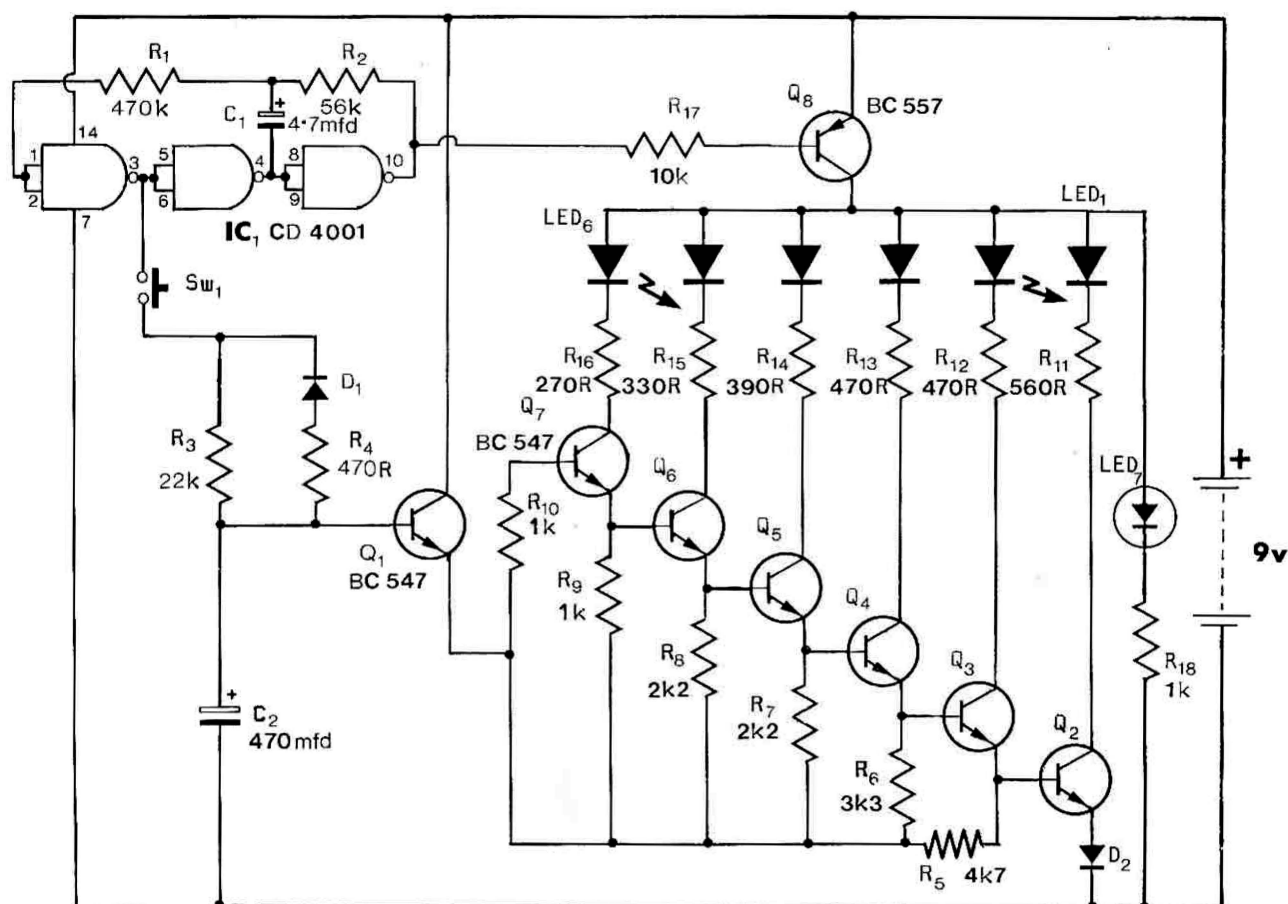 R1
470k
R2
56k
C1
+
4·7mfd
14
1
2
3
7
5
6
4
8
9
10
IC1 CD 4001
Sw1
R17
10k
Q8
BC 557
LED6
LED1
R16
270R
R15
330R
R14
390R
R13
470R
R12
470R
R11
560R
D1
R3
22k
R4
470R
Q7
BC 547
Q6
R10
1k
Q5
LED7
+
9v
Q1
BC 547
R9
1k
Q4
R8
2k2
Q3
R18
1k
+
C2
470mfd
R7
2k2
Q2
R6
3k3
R5
4k7
D2